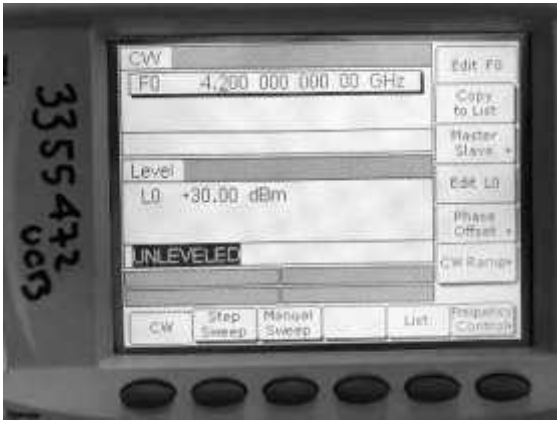 3355472
UCB
CW
F0 4.200 000 000 00 GHz
Level
L0 +30.00 dBm
UNLEVELED
Edit F0
Copy
to List
Master
Slave
Edit L0
Phase
Offset
CW Ramp
CW
Step
Sweep
Manual
Sweep
List
Frequency
Control